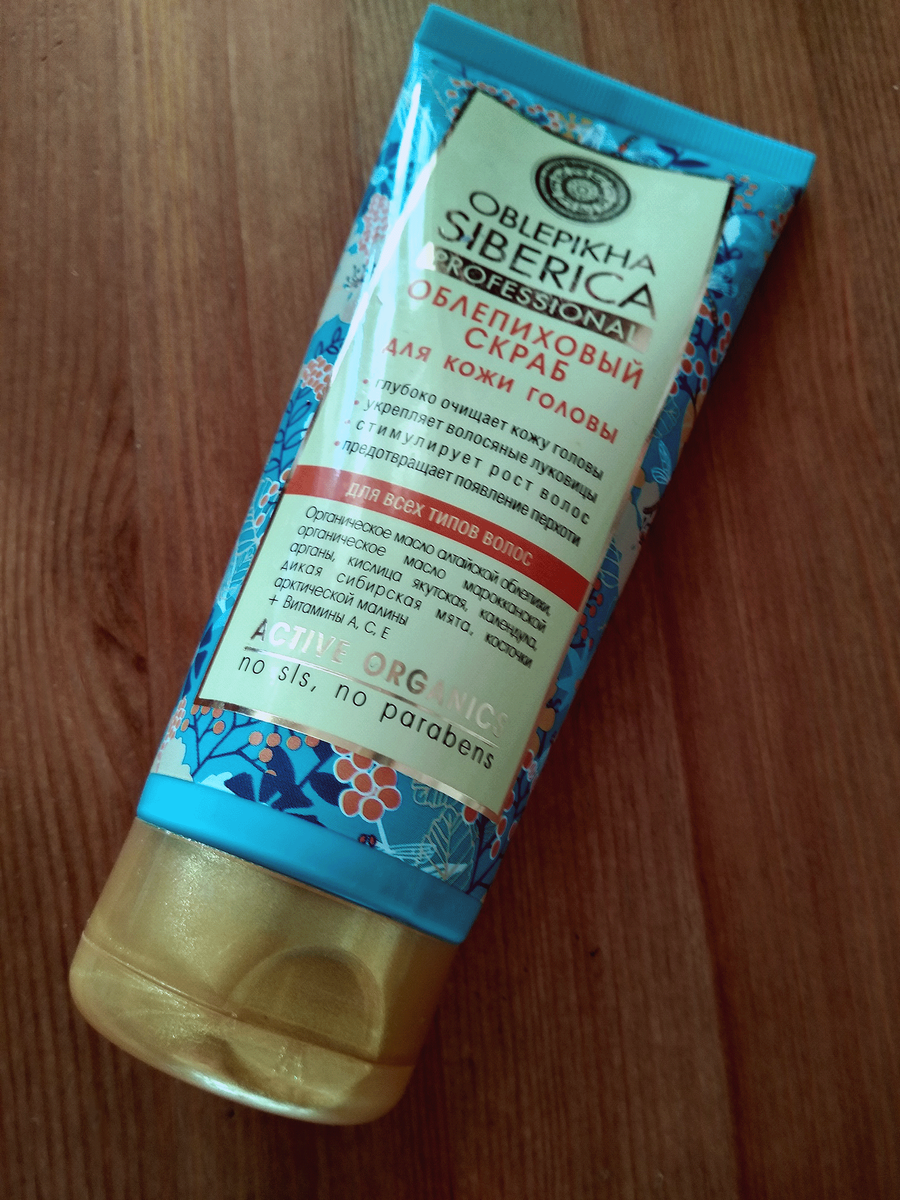 OBLEPIKHA
SIBERICA
PROFESSIONAL
ОБЛЕПИХОВЫЙ
СКРАБ
ДЛЯ КОЖИ ГОЛОВЫ
• глубоко очищает кожу головы
• укрепляет волосяные луковицы
• стимулирует рост волос
• предотвращает появление перхоти
ДЛЯ ВСЕХ ТИПОВ ВОЛОС
Органическое масло алтайской облепихи,
органическое масло марокканской
арганы, кислица якутская, календула,
дикая сибирская мята, косточки
арктической малины
+ Витамины А, С, Е
ACTIVE ORGANICS
no sls, no parabens